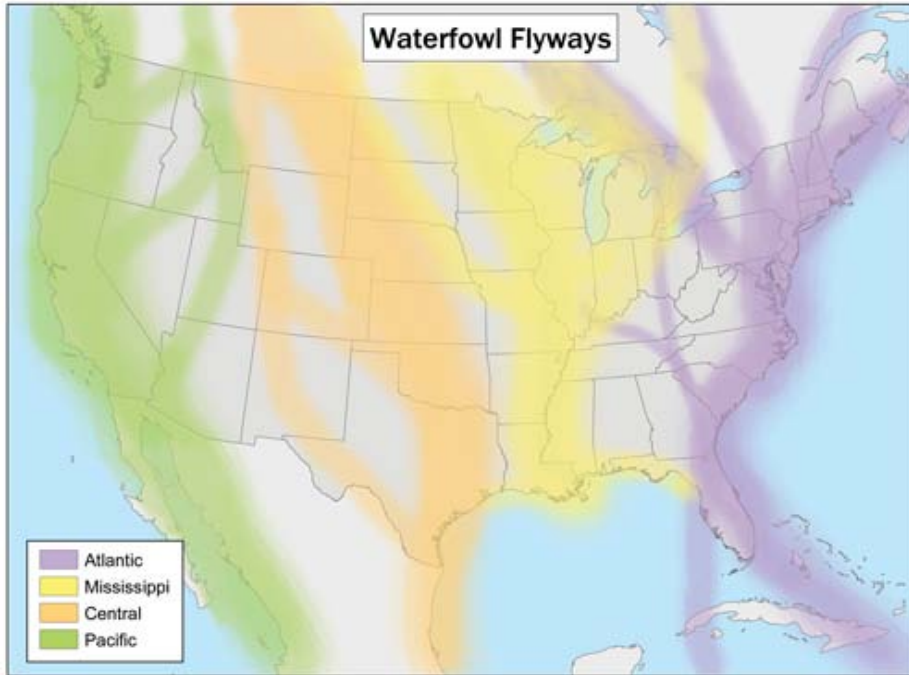 Waterfowl Flyways
Atlantic
Mississippi
Central
Pacific